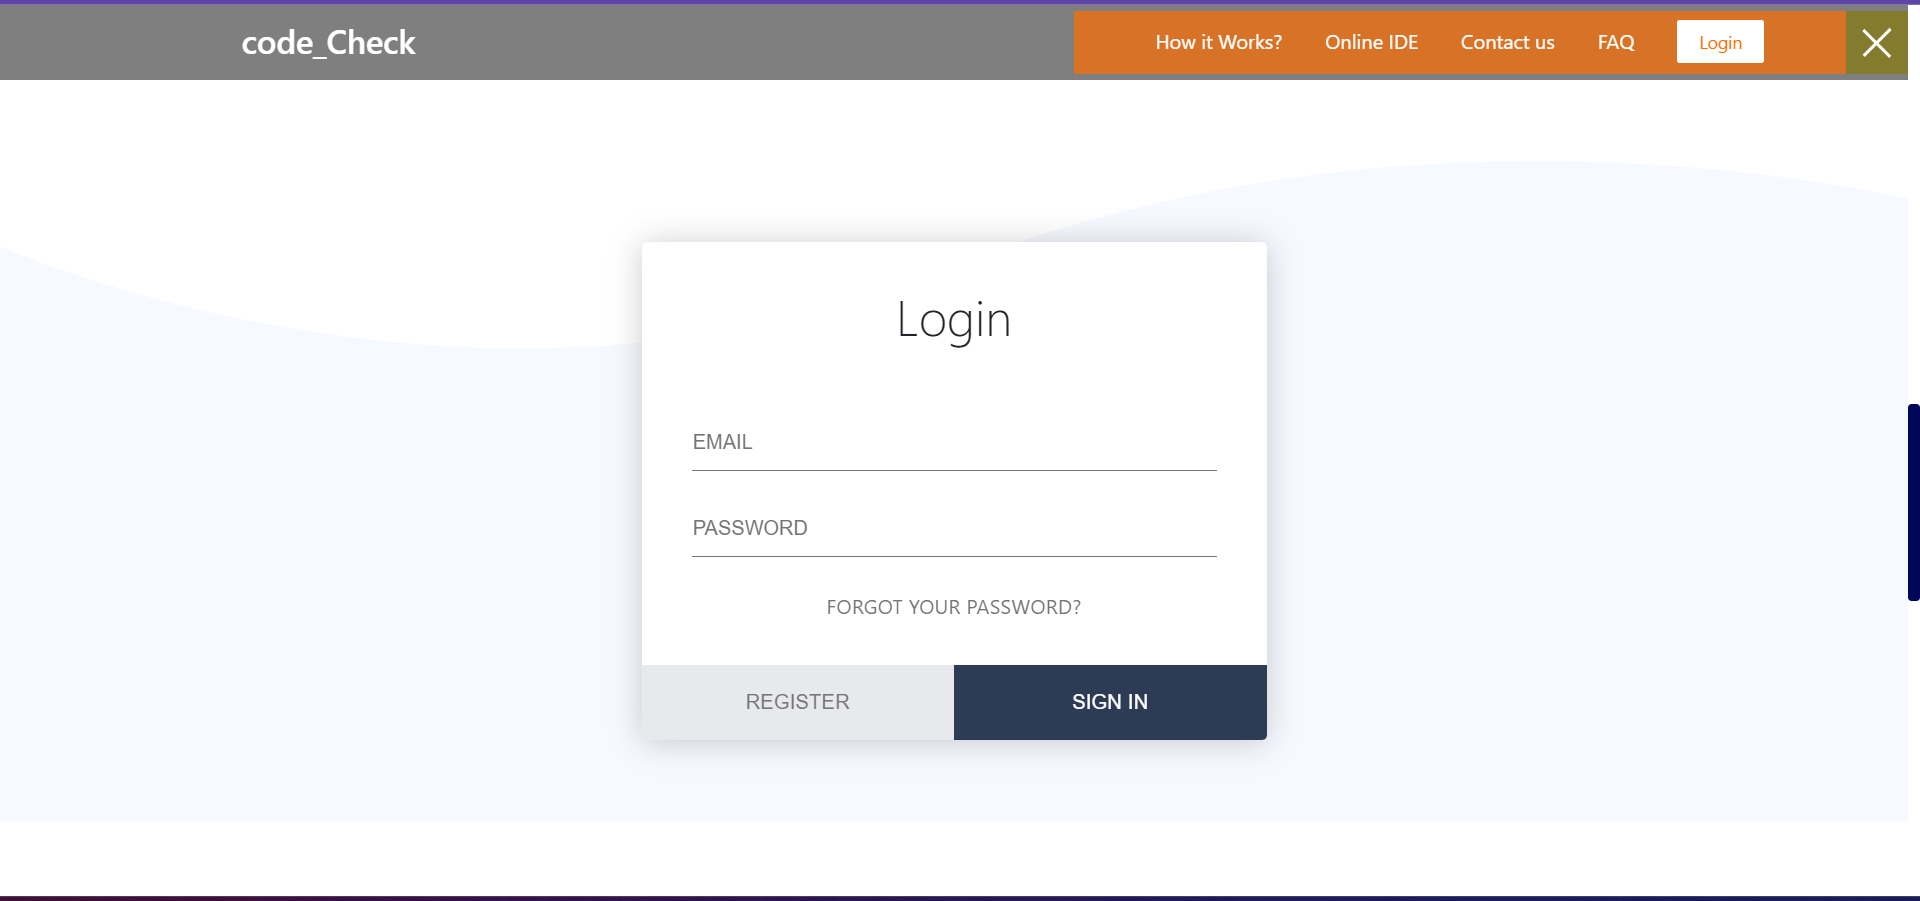 code_Check
How it Works? Online IDE Contact us FAQ Login
Login
EMAIL
PASSWORD
FORGOT YOUR PASSWORD?
REGISTER SIGN IN